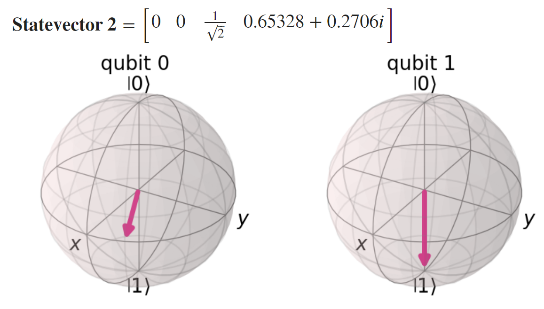 Statevector 2 = [0 0 1/√2 0.65328 + 0.2706i]
qubit 0 qubit 1
|0⟩ |0⟩
y y
x x
|1⟩ |1⟩